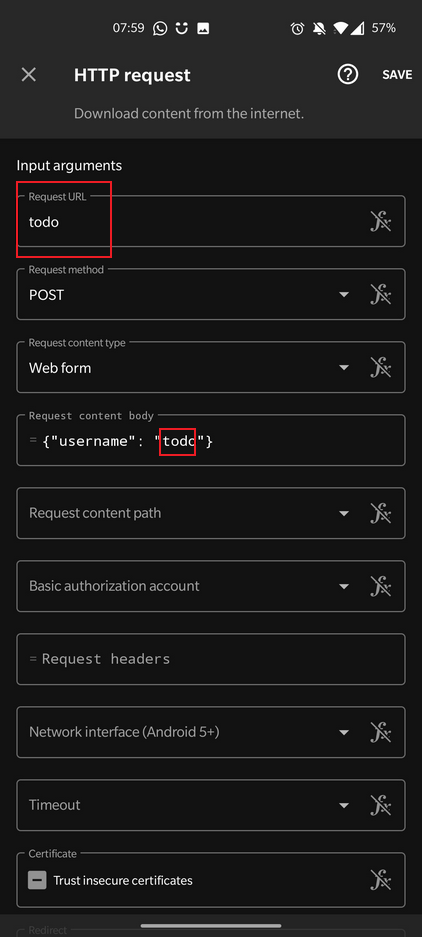 07:59
57%
HTTP request
SAVE
Download content from the internet.
Input arguments
Request URL
todo
Request method
POST
Request content type
Web form
Request content body
= {"username": "todo"}
Request content path
Basic authorization account
= Request headers
Network interface (Android 5+)
Timeout
Certificate
Trust insecure certificates
Redirect